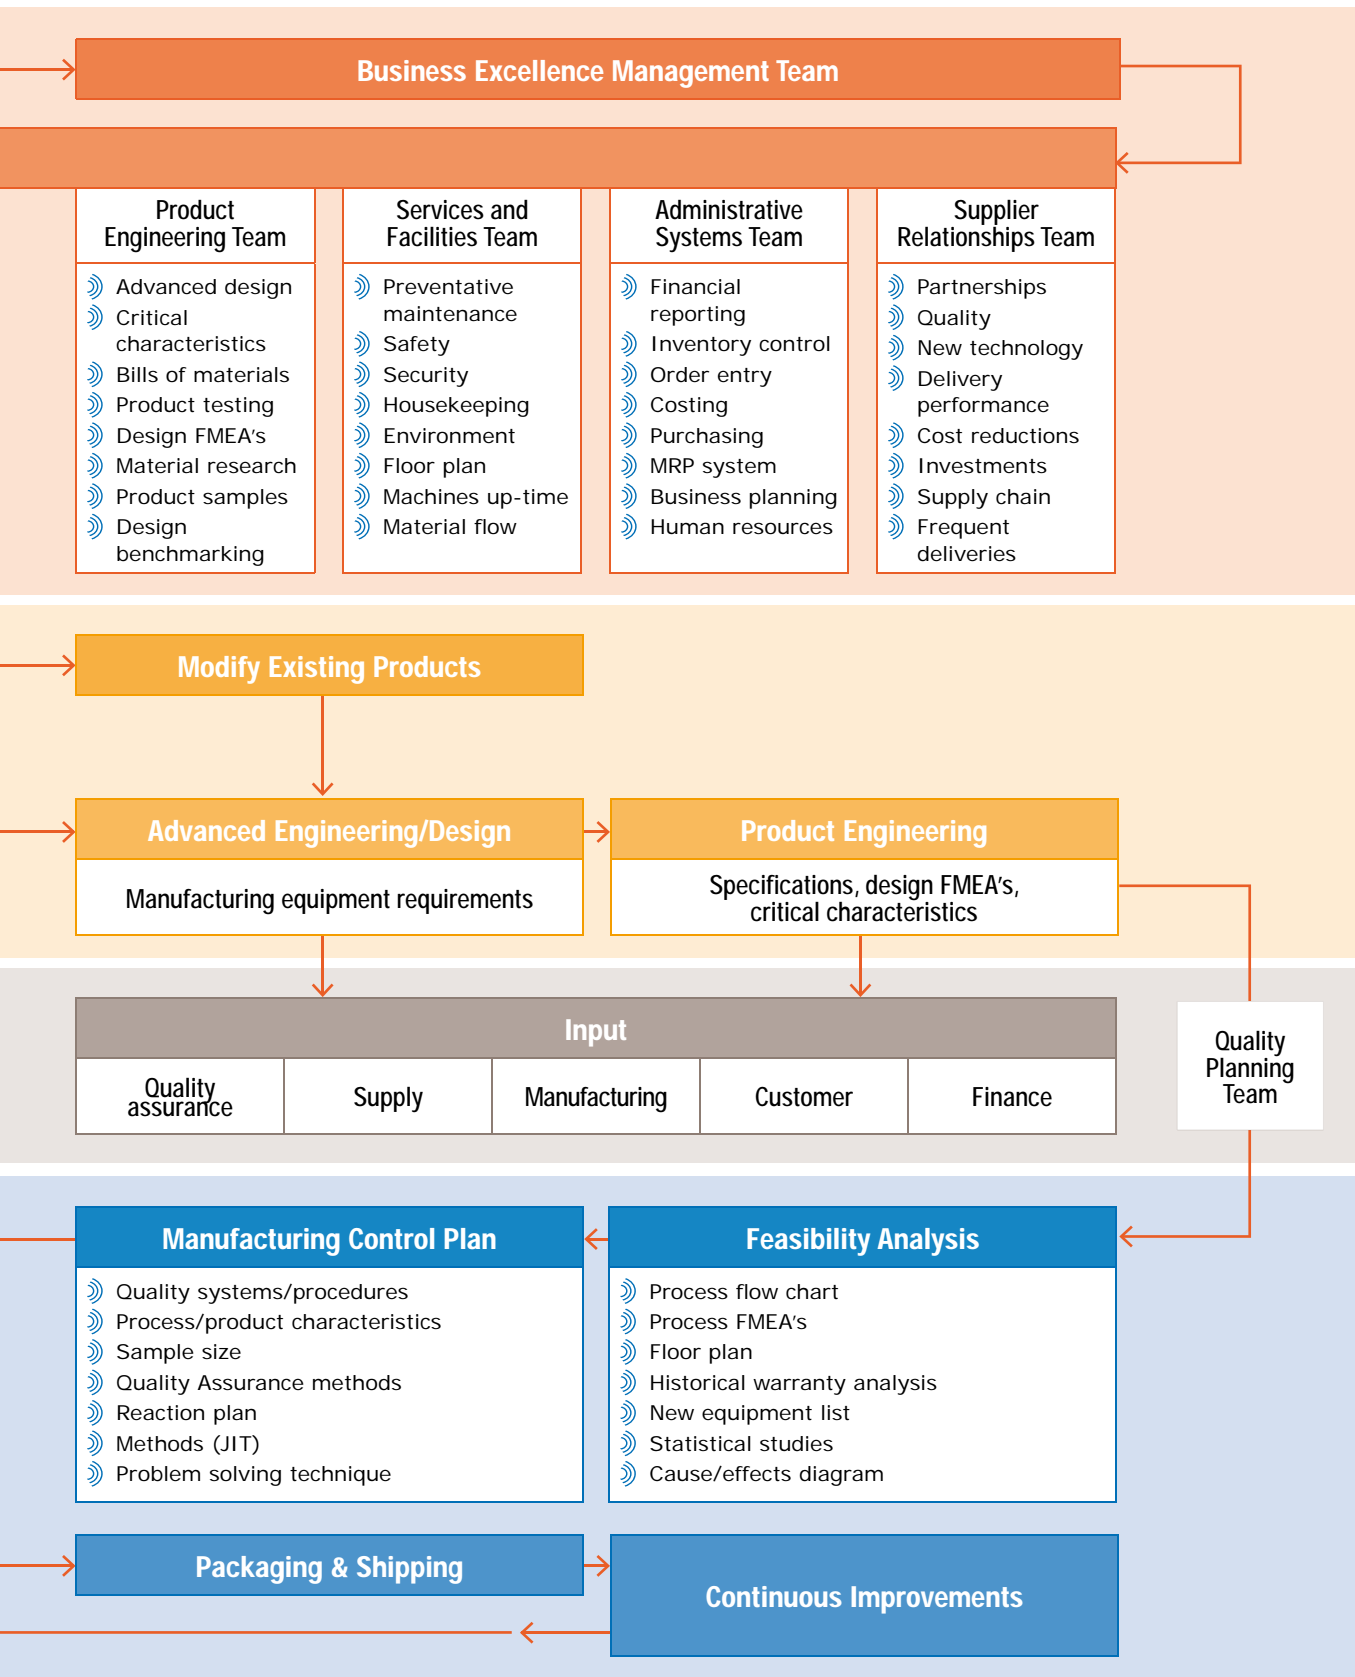 Business Excellence Management Team
Product
Engineering Team
Advanced design
Critical
characteristics
Bills of materials
Product testing
Design FMEA's
Material research
Product samples
Design
benchmarking
Services and
Facilities Team
Preventative
maintenance
Safety
Security
Housekeeping
Environment
Floor plan
Machines up-time
Material flow
Administrative
Systems Team
Financial
reporting
Inventory control
Order entry
Costing
Purchasing
MRP system
Business planning
Human resources
Supplier
Relationships Team
Partnerships
Quality
New technology
Delivery
performance
Cost reductions
Investments
Supply chain
Frequent
deliveries
Modify Existing Products
Advanced Engineering/Design
Manufacturing equipment requirements
Product Engineering
Specifications, design FMEA's,
critical characteristics
Input
Quality
assurance
Supply
Manufacturing
Customer
Finance
Quality
Planning
Team
Manufacturing Control Plan
Quality systems/procedures
Process/product characteristics
Sample size
Quality Assurance methods
Reaction plan
Methods (JIT)
Problem solving technique
Feasibility Analysis
Process flow chart
Process FMEA's
Floor plan
Historical warranty analysis
New equipment list
Statistical studies
Cause/effects diagram
Packaging & Shipping
Continuous Improvements